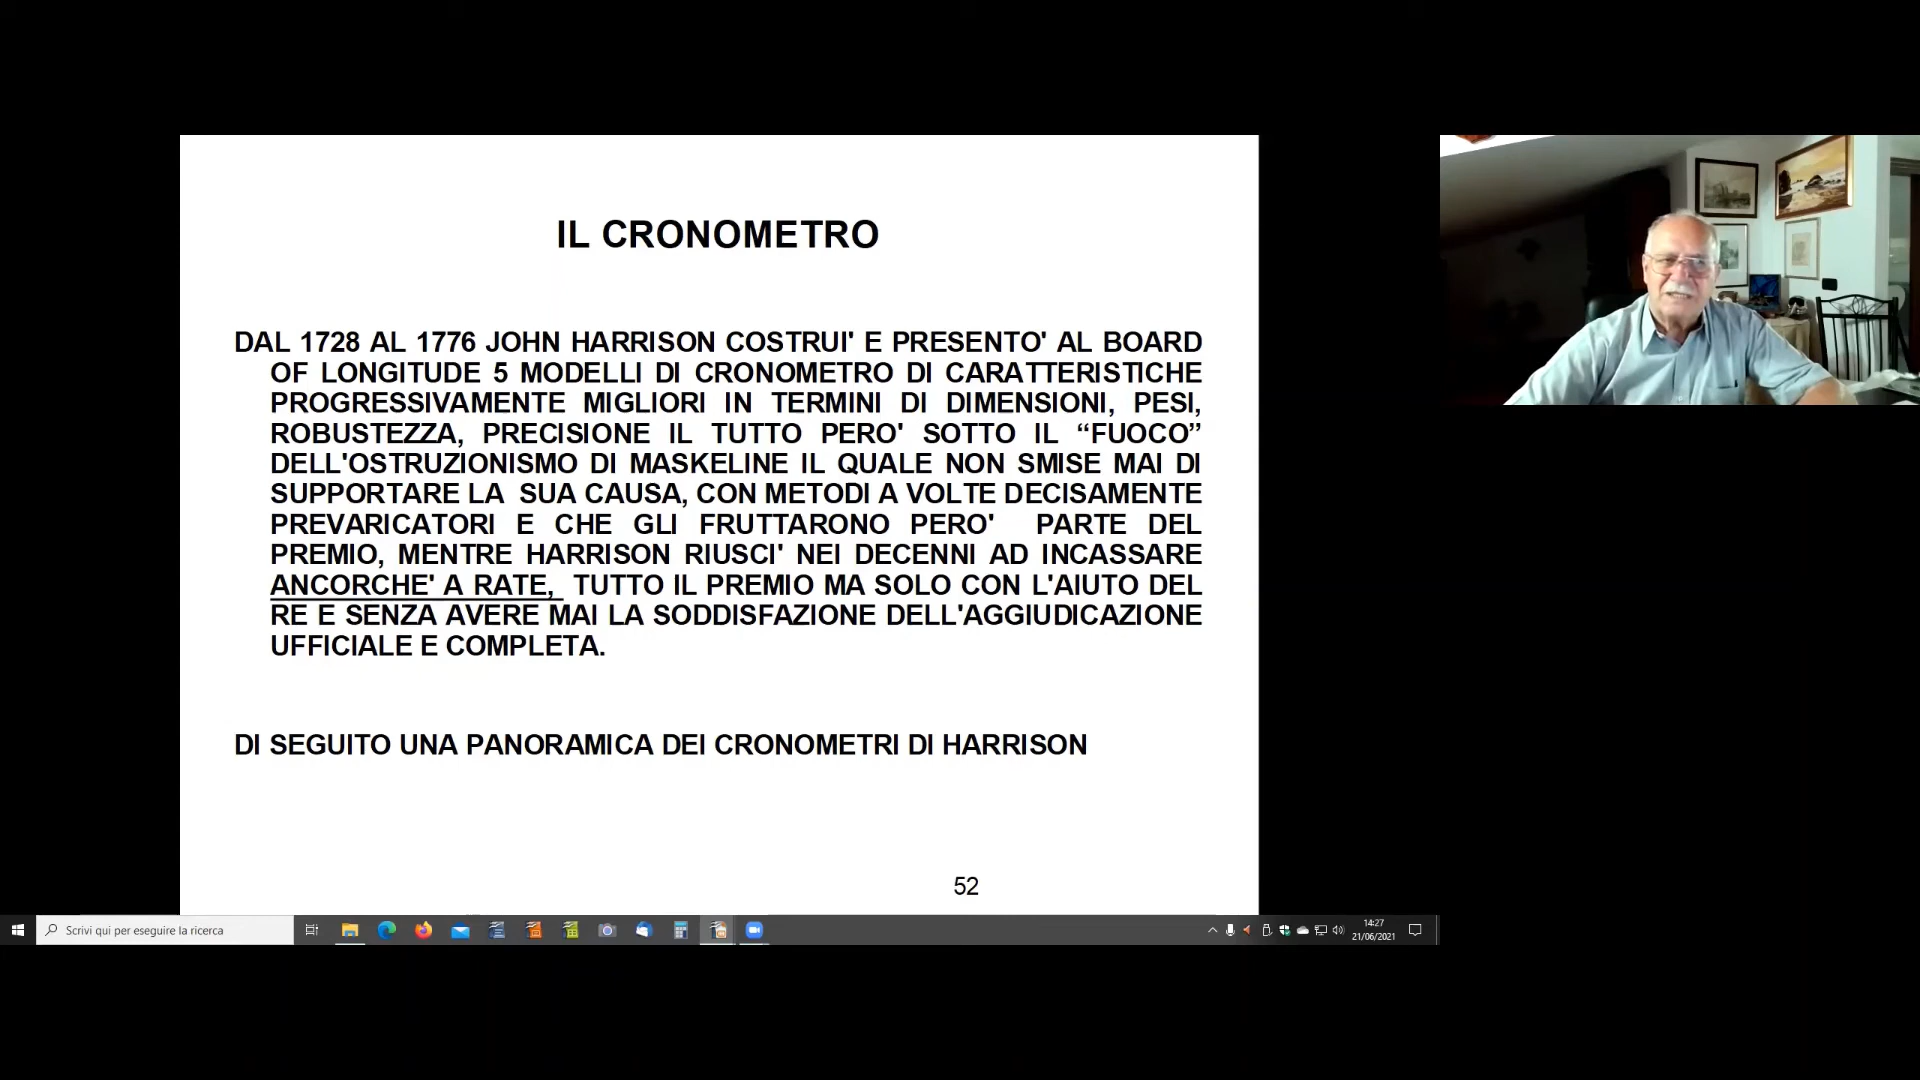 IL CRONOMETRO
DAL 1728 AL 1776 JOHN HARRISON COSTRUI' E PRESENTO' AL BOARD
OF LONGITUDE 5 MODELLI DI CRONOMETRO DI CARATTERISTICHE
PROGRESSIVAMENTE MIGLIORI IN TERMINI DI DIMENSIONI, PESI,
ROBUSTEZZA, PRECISIONE IL TUTTO PERO' SOTTO IL “FUOCO”
DELL'OSTRUZIONISMO DI MASKELINE IL QUALE NON SMISE MAI DI
SUPPORTARE LA SUA CAUSA, CON METODI A VOLTE DECISAMENTE
PREVARICATORI E CHE GLI FRUTTARONO PERO' PARTE DEL
PREMIO, MENTRE HARRISON RIUSCI' NEI DECENNI AD INCASSARE
ANCORCHE' A RATE, TUTTO IL PREMIO MA SOLO CON L'AIUTO DEL
RE E SENZA AVERE MAI LA SODDISFAZIONE DELL'AGGIUDICAZIONE
UFFICIALE E COMPLETA.
DI SEGUITO UNA PANORAMICA DEI CRONOMETRI DI HARRISON
52
Scrivi qui per eseguire la ricerca
14:27
21/06/2021